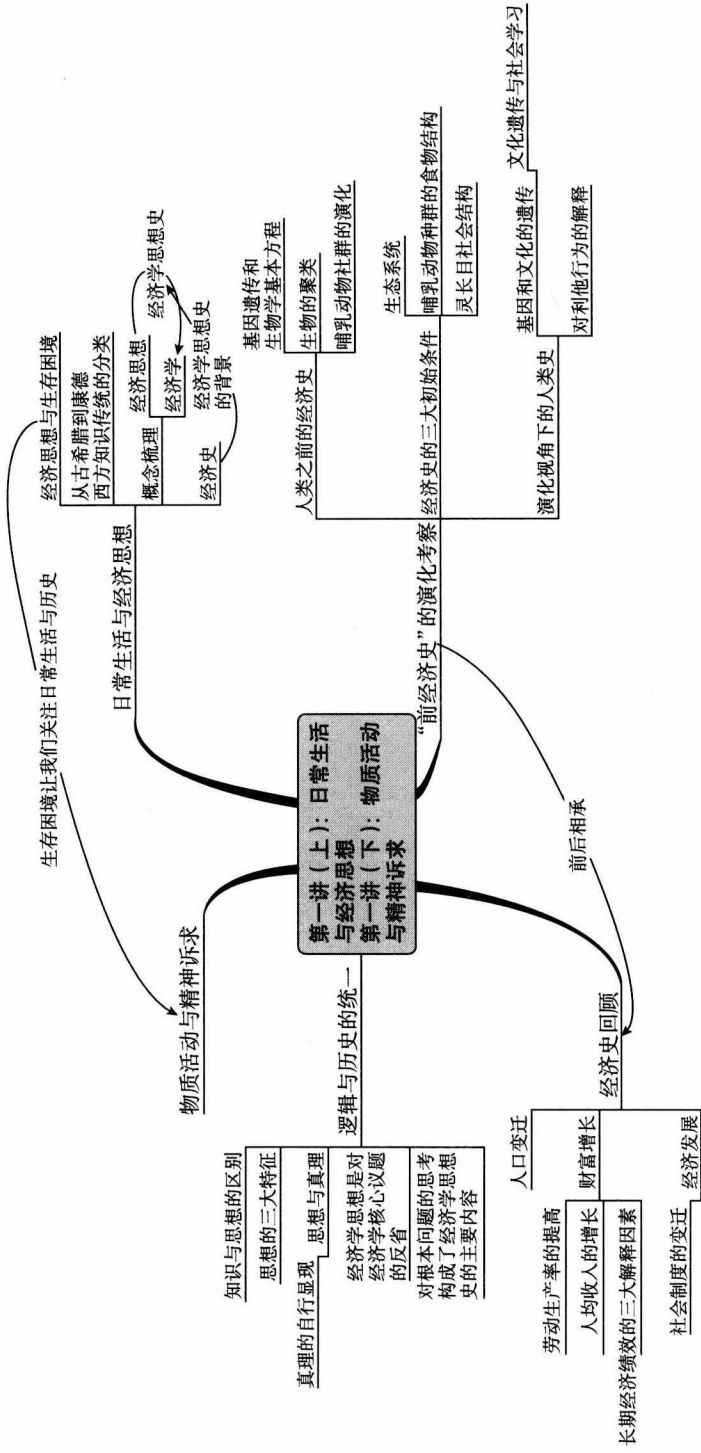 第一讲（上）：日常生活
与经济思想
第一讲（下）：物质活动
与精神诉求
日常生活与经济思想
经济思想与生存困境
从古希腊到康德
西方知识传统的分类
概念梳理
经济思想
经济学
经济学思想史
经济史
经济学思想史
的背景
生存困境让我们关注日常生活与历史
“前经济史”的演化考察
人类之前的经济史
基因遗传和
生物学基本方程
生物的聚类
哺乳动物社群的演化
经济史的三大初始条件
生态系统
哺乳动物种群的食物结构
灵长目社会结构
演化视角下的人类史
基因和文化的遗传
文化遗传与社会学习
对利他行为的解释
前后相承
物质活动与精神诉求
逻辑与历史的统一
知识与思想的区别
思想的三大特征
思想与真理
真理的自行显现
经济学思想是对
经济学核心议题
的反省
对根本问题的思考
构成了经济学思想
史的主要内容
经济史回顾
人口变迁
财富增长
劳动生产率的提高
人均收入的增长
长期经济绩效的三大解释因素
经济发展
社会制度的变迁